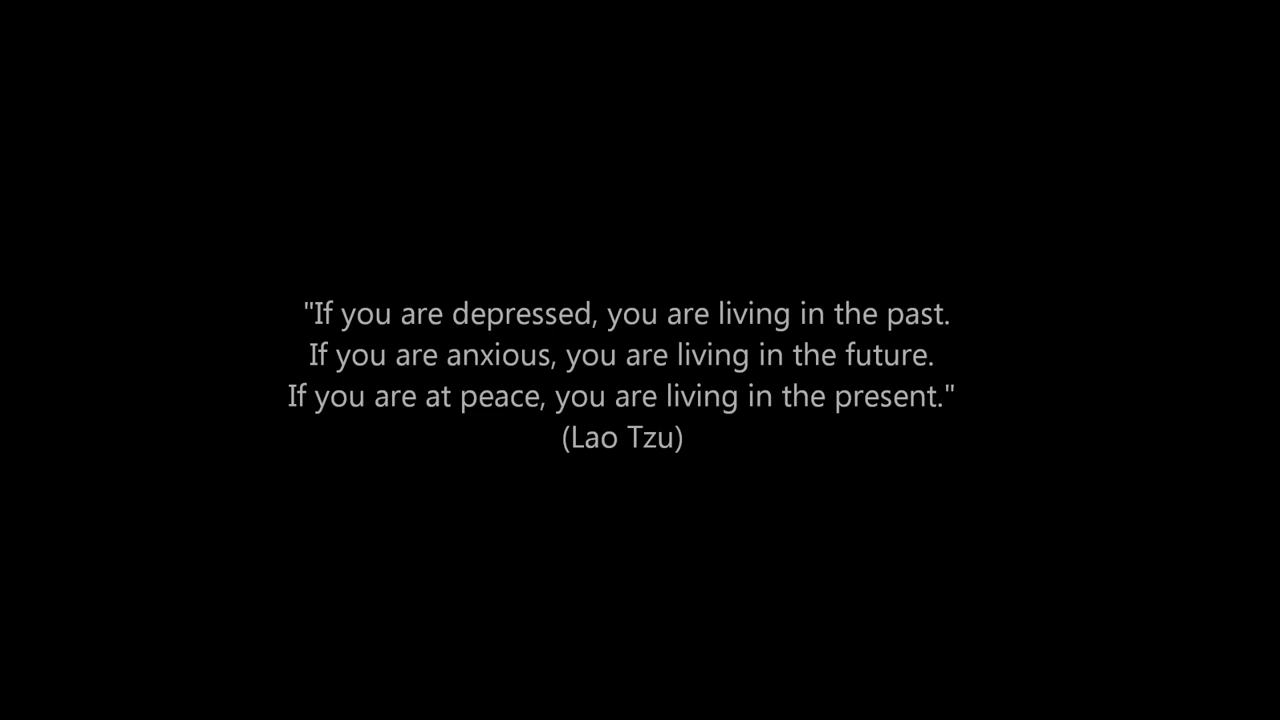 "If you are depressed, you are living in the past.
If you are anxious, you are living in the future.
If you are at peace, you are living in the present."
(Lao Tzu)